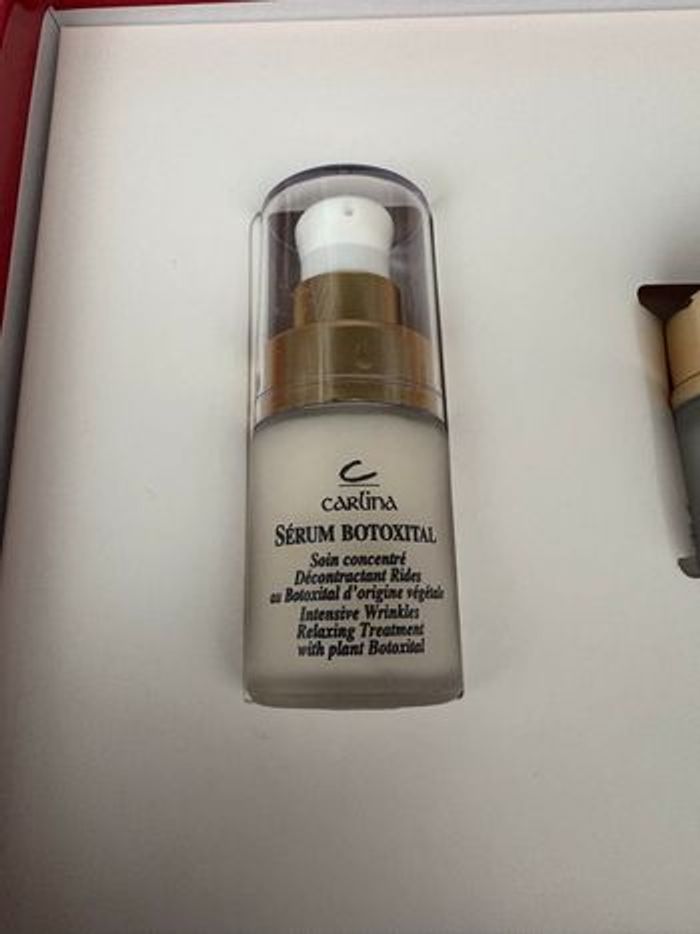 C
carlina
SÉRUM BOTOXITAL
Soin concentré
Décontractant Rides
au Botoxital d'origine végétale
Intensive Wrinkles
Relaxing Treatment
with plant Botoxital